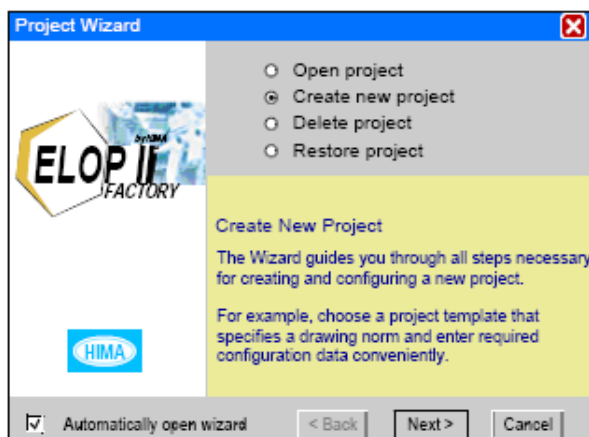 Project Wizard
Open project
Create new project
Delete project
Restore project
by HIMA
ELOP II
FACTORY
Create New Project
The Wizard guides you through all steps necessary
for creating and configuring a new project.
For example, choose a project template that
specifies a drawing norm and enter required
configuration data conveniently.
HIMA
Automatically open wizard
< Back
Next >
Cancel